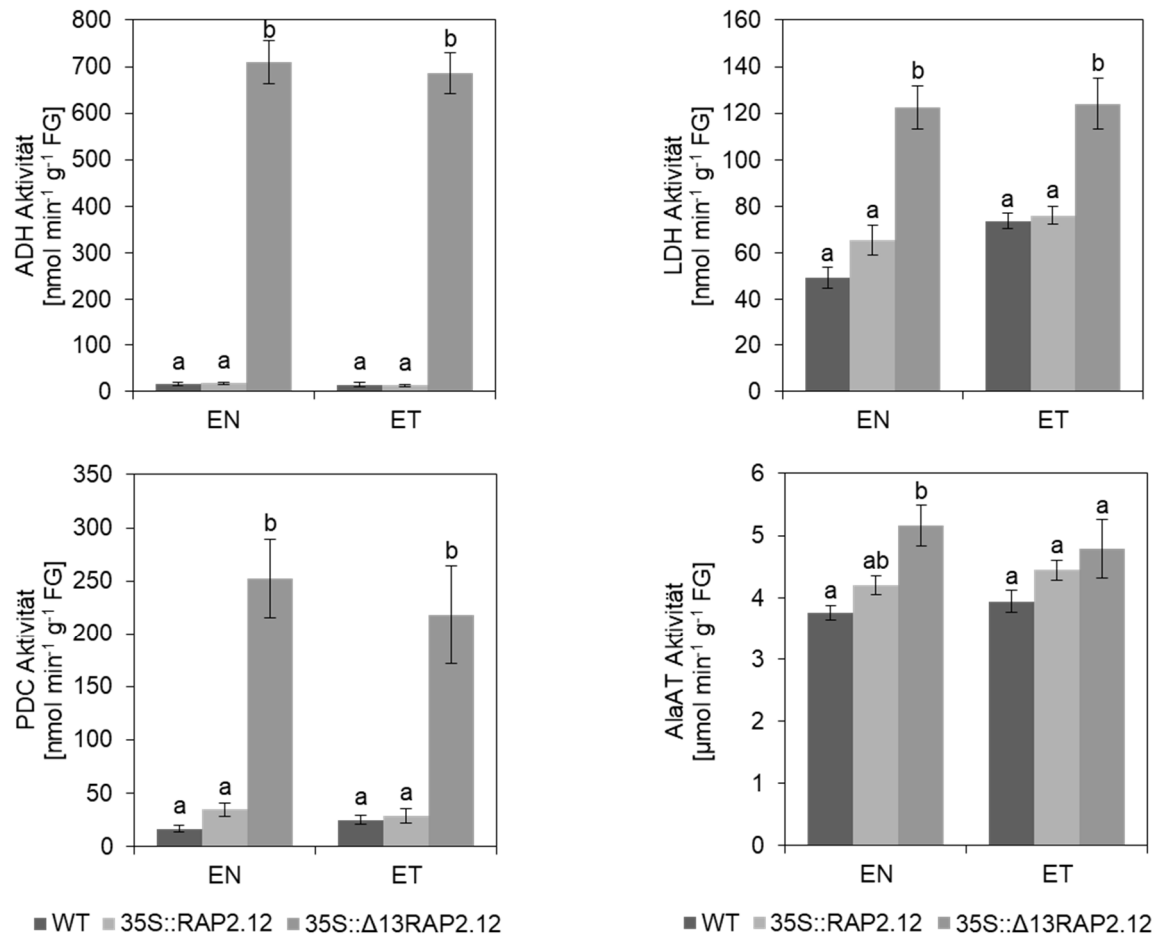 ADH Aktivität
[nmol min⁻¹ g⁻¹ FG]
800
700
600
500
400
300
200
100
0
a
a
b
a
a
b
EN
ET
LDH Aktivität
[nmol min⁻¹ g⁻¹ FG]
160
140
120
100
80
60
40
20
0
a
a
b
a
a
b
EN
ET
PDC Aktivität
[nmol min⁻¹ g⁻¹ FG]
350
300
250
200
150
100
50
0
a
a
b
a
a
b
EN
ET
WT 35S::RAP2.12 35S::Δ13RAP2.12
AlaAT Aktivität
[µmol min⁻¹ g⁻¹ FG]
6
5
4
3
2
1
0
a
ab
b
a
a
a
EN
ET
WT 35S::RAP2.12 35S::Δ13RAP2.12